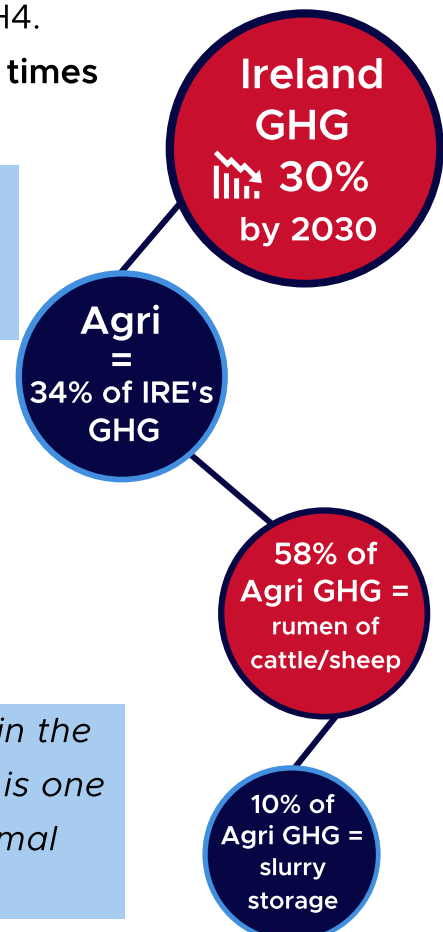 H4.
times
Ireland
GHG
30%
by 2030
Agri
=
34% of IRE's
GHG
58% of
Agri GHG =
rumen of
cattle/sheep
in the
is one
mal
10% of
Agri GHG =
slurry
storage